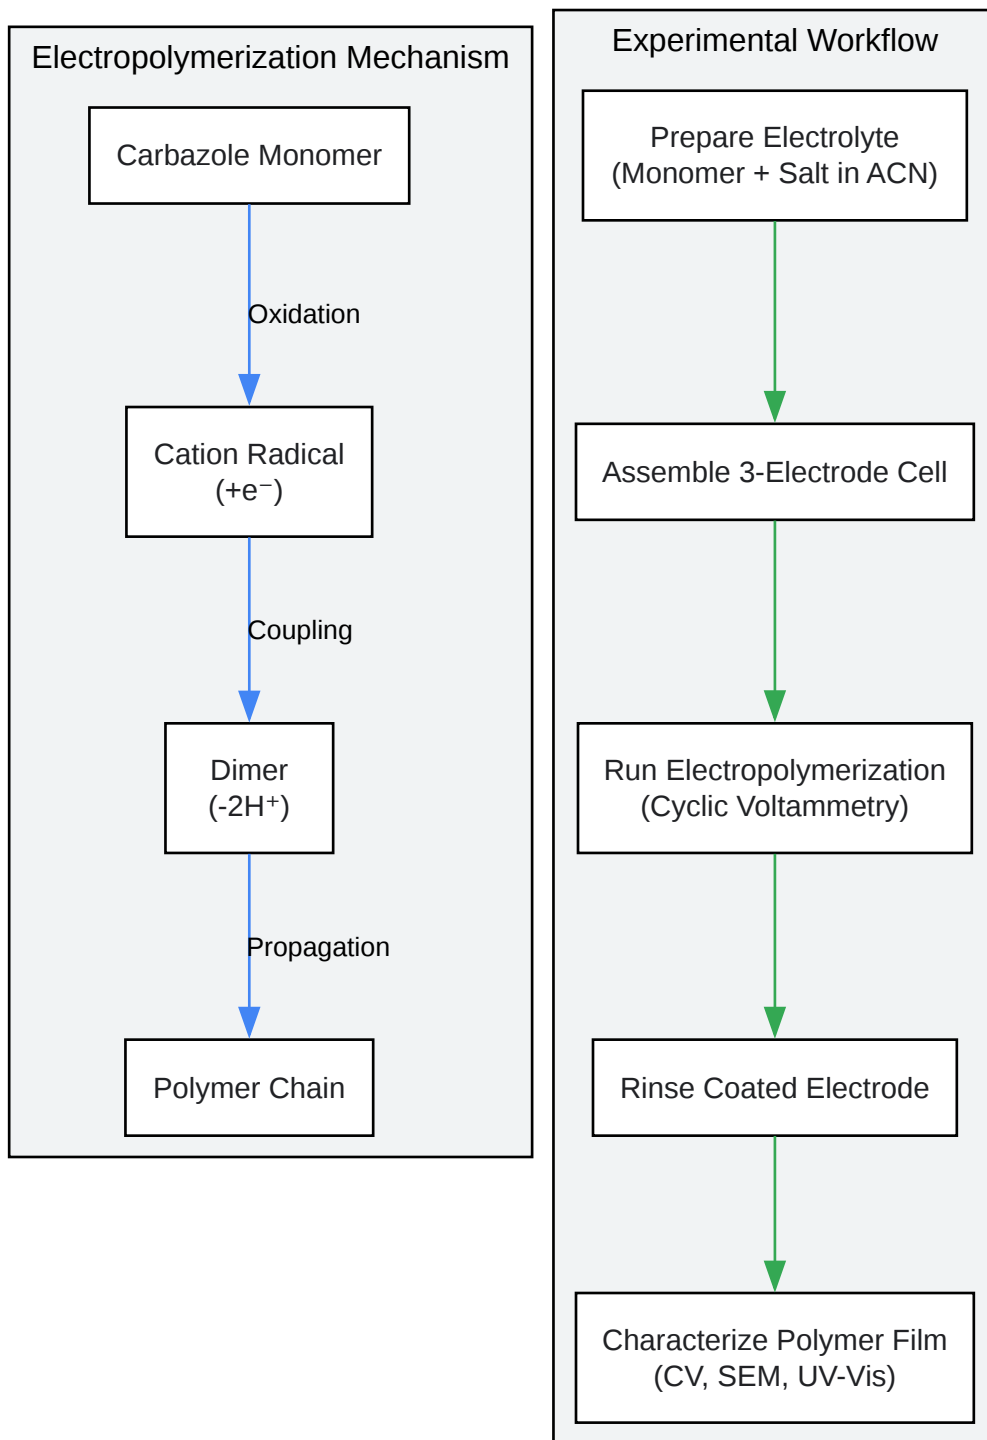 Electropolymerization Mechanism
Carbazole Monomer
Oxidation
Cation Radical
(+e⁻)
Coupling
Dimer
(-2H⁺)
Propagation
Polymer Chain
Experimental Workflow
Prepare Electrolyte
(Monomer + Salt in ACN)
Assemble 3-Electrode Cell
Run Electropolymerization
(Cyclic Voltammetry)
Rinse Coated Electrode
Characterize Polymer Film
(CV, SEM, UV-Vis)